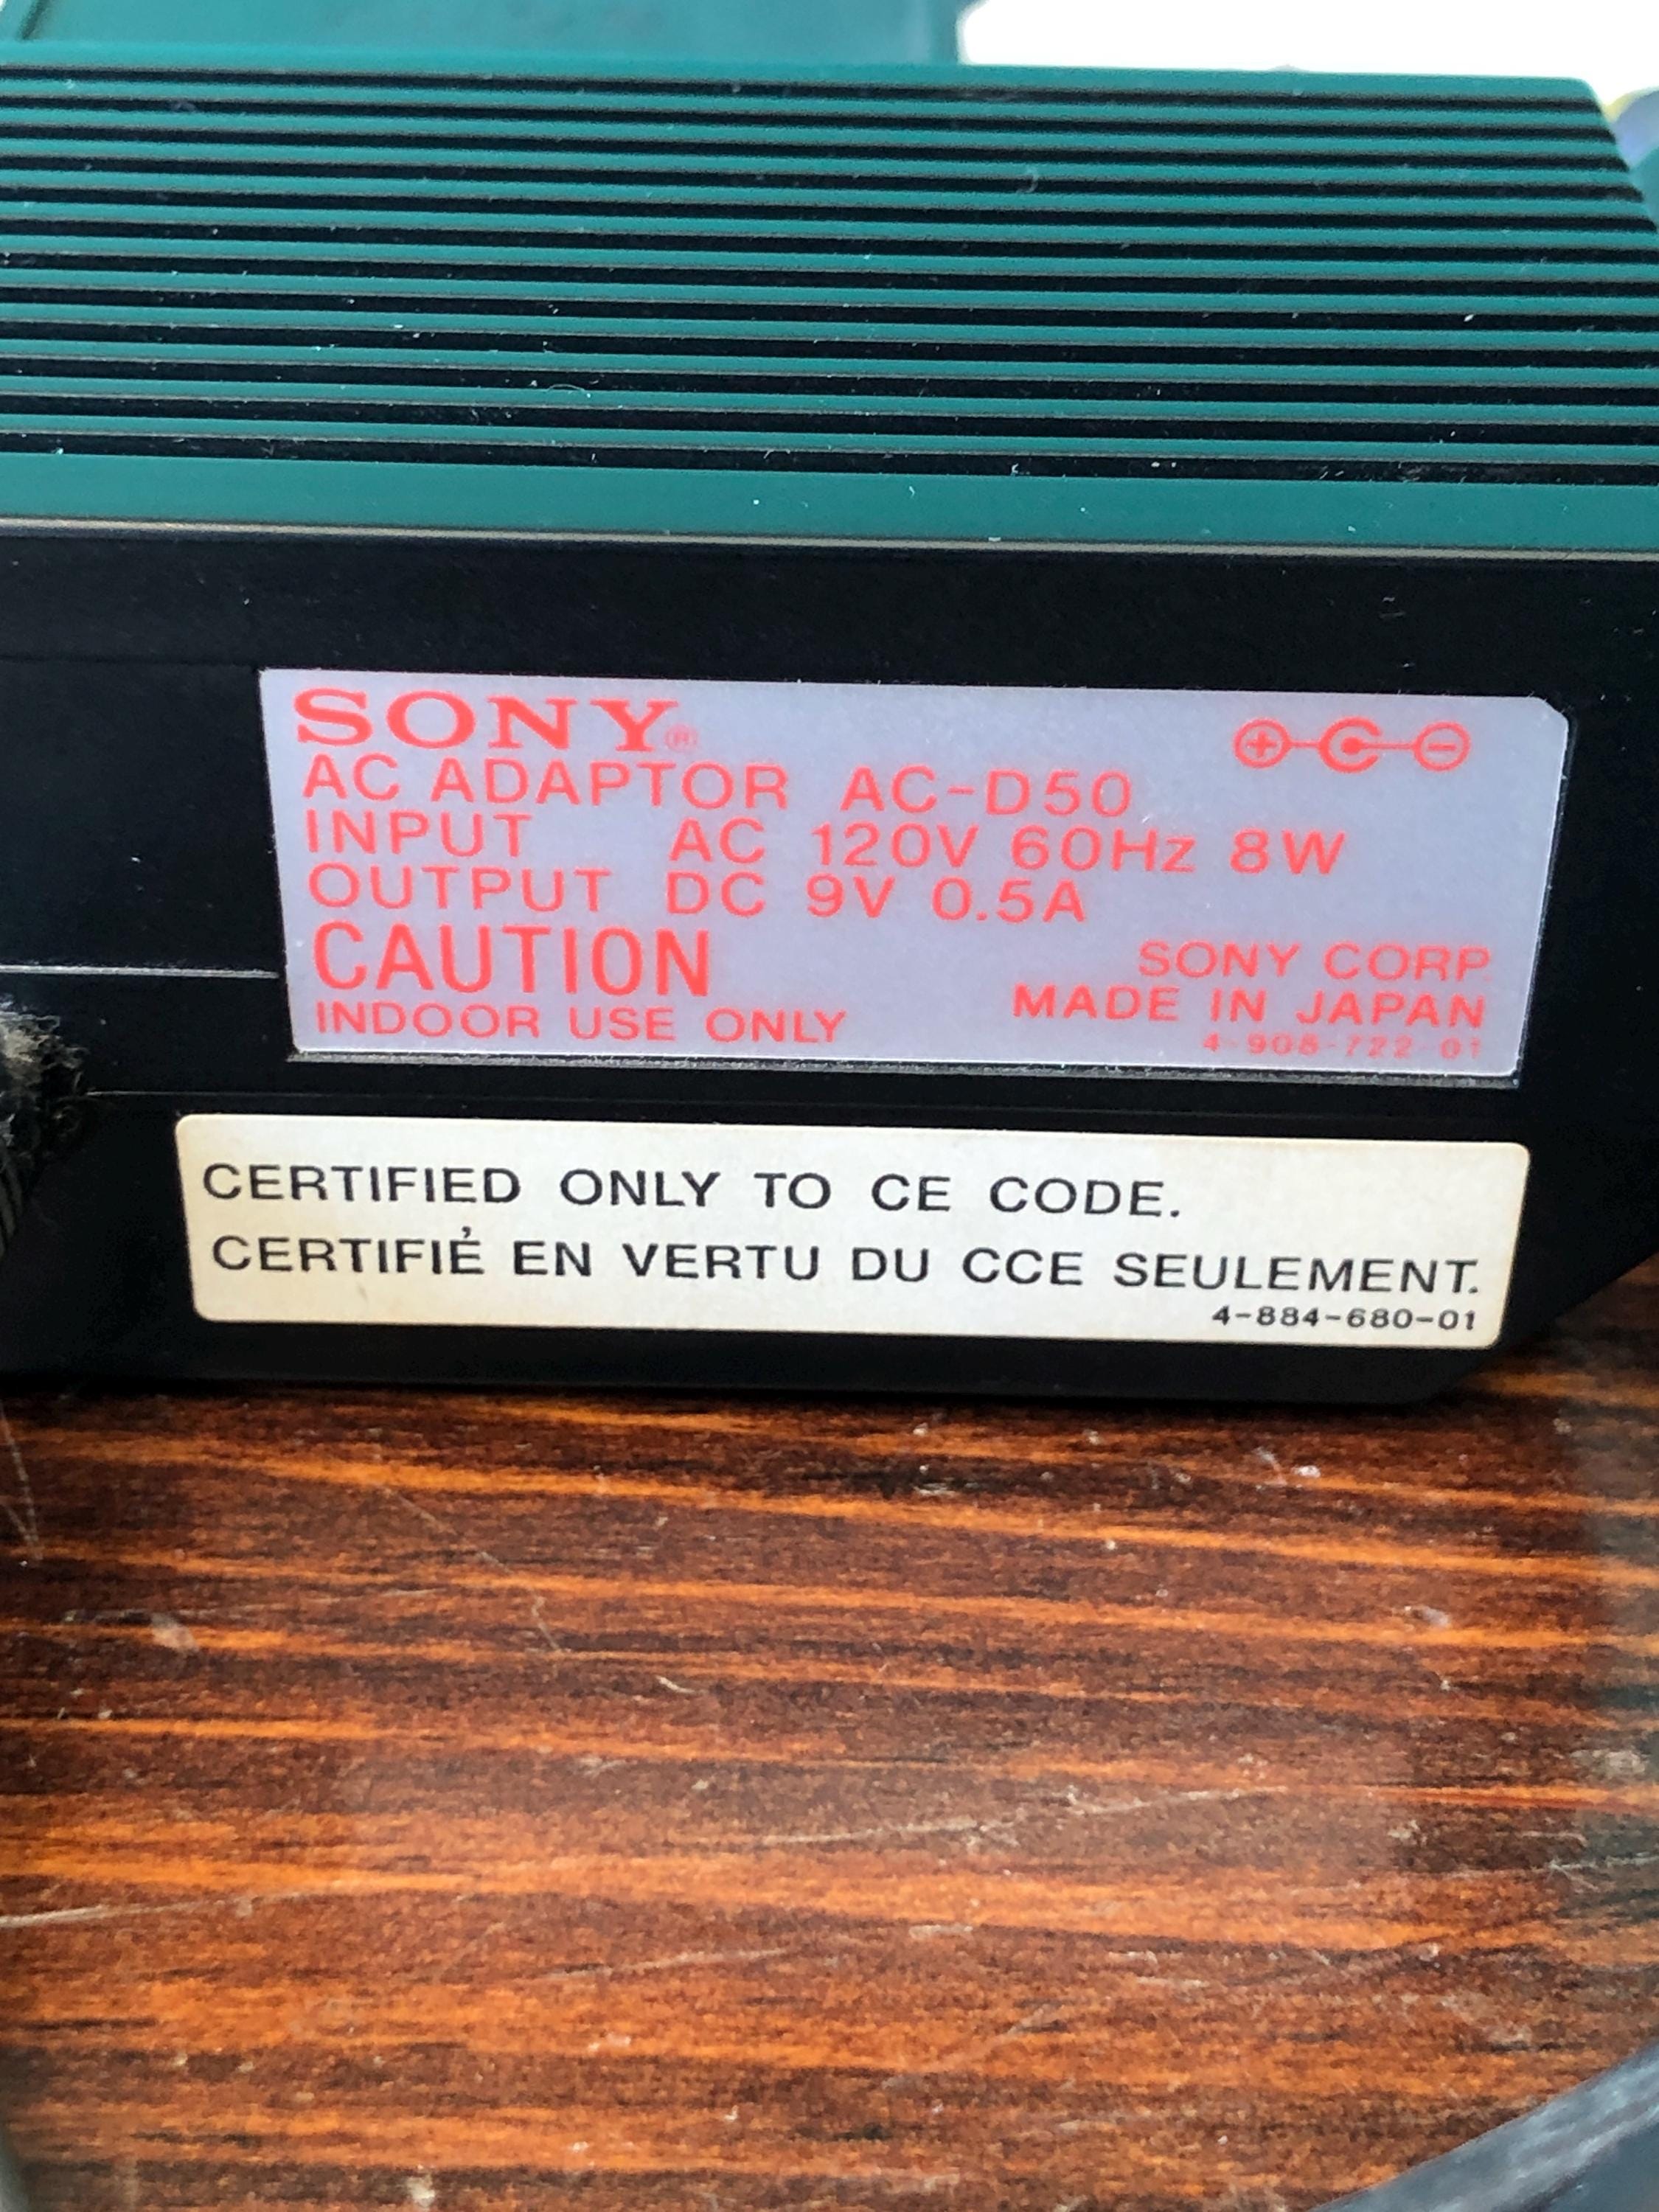 SONY®
AC ADAPTOR AC-D50
INPUT AC 120V 60Hz 8W
OUTPUT DC 9V 0.5A
CAUTION
INDOOR USE ONLY
SONY CORP.
MADE IN JAPAN
4-908-722-01
CERTIFIED ONLY TO CE CODE.
CERTIFIÉ EN VERTU DU CCE SEULEMENT.
4-884-680-01